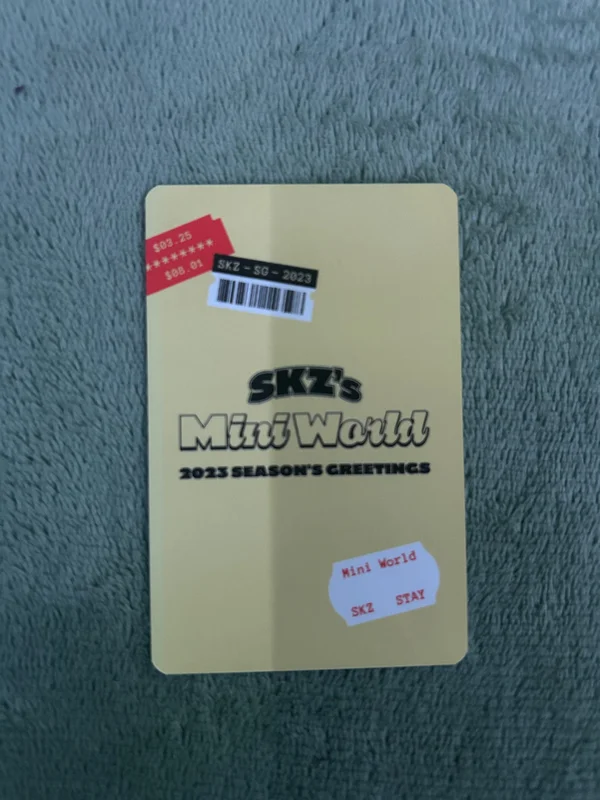 $03.25
********
$08.01
SKZ - SG - 2023
SKZ's
Mini World
2023 SEASON'S GREETINGS
Mini World
SKZ STAY